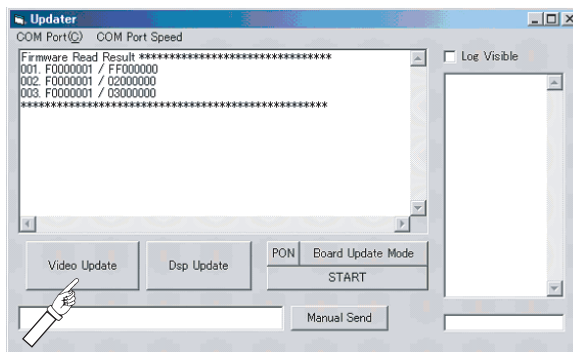 Updater
COM Port(C) COM Port Speed
Firmware Read Result ********************************
001. F0000001 / FF000000
002. F0000001 / 02000000
003. F0000001 / 03000000
***************************************************
Log Visible
Video Update
Dsp Update
PON
Board Update Mode
START
Manual Send